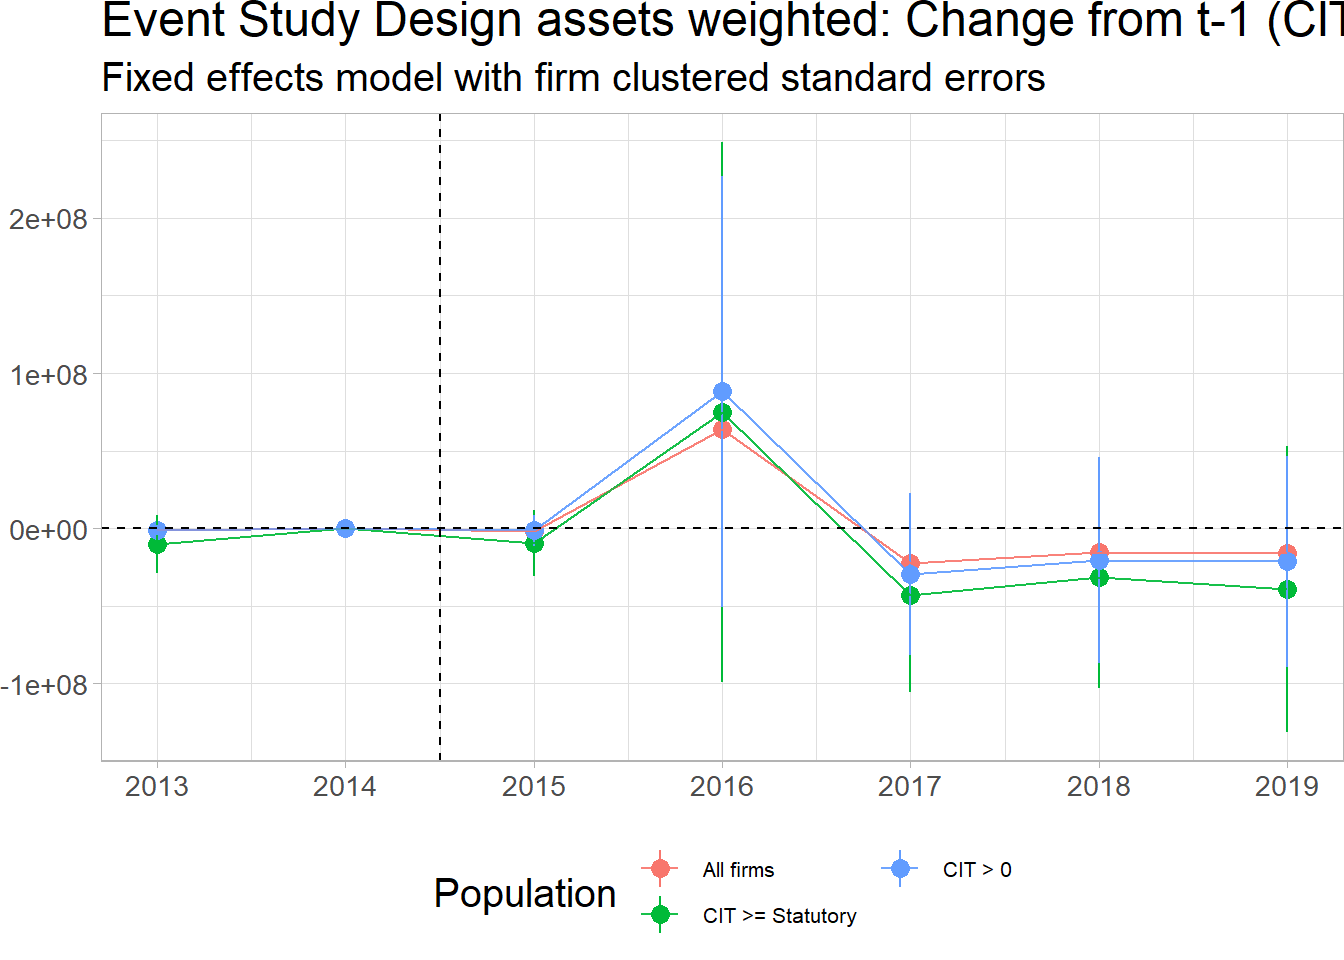 Event Study Design assets weighted: Change from t-1 (CIT
Fixed effects model with firm clustered standard errors
2e+08
1e+08
0e+00
-1e+08
2013 2014 2015 2016 2017 2018 2019
Population
All firms
CIT >= Statutory
CIT > 0